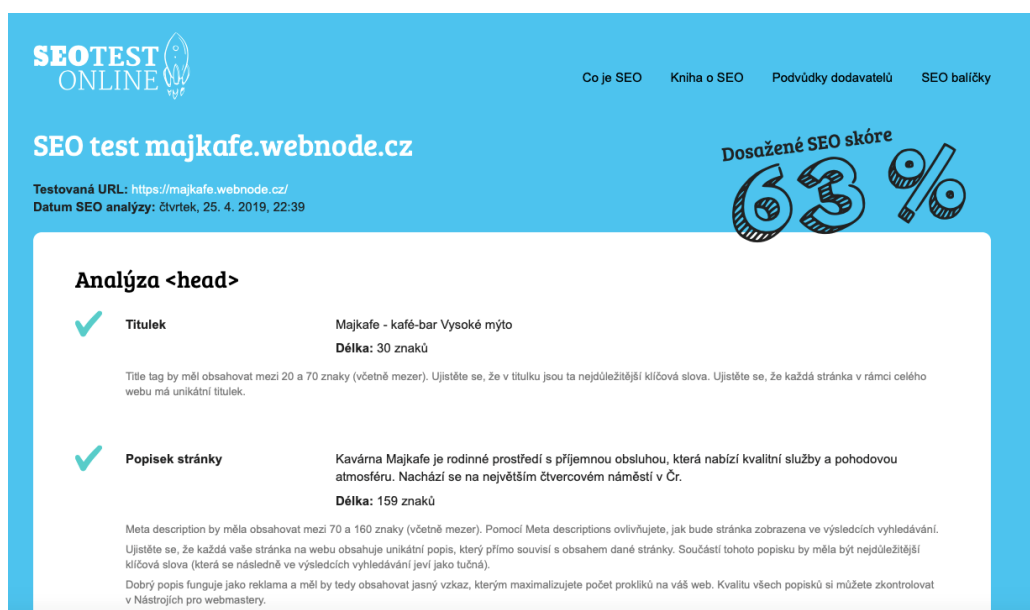 SEOTEST
ONLINE
Co je SEO Kniha o SEO Podvůdky dodavatelů SEO balíčky
SEO test majkafe.webnode.cz
Dosažené SEO skóre
63 %
Testovaná URL: https://majkafe.webnode.cz/
Datum SEO analýzy: čtvrtek, 25. 4. 2019, 22:39
Analýza <head>
Titulek Majkafe - kafé-bar Vysoké mýto
Délka: 30 znaků
Title tag by měl obsahovat mezi 20 a 70 znaky (včetně mezer). Ujistěte se, že v titulku jsou ta nejdůležitější klíčová slova. Ujistěte se, že každá stránka v rámci celého
webu má unikátní titulek.
Popisek stránky Kavárna Majkafe je rodinné prostředí s příjemnou obsluhou, která nabízí kvalitní služby a pohodovou
atmosféru. Nachází se na největším čtvercovém náměstí v Čr.
Délka: 159 znaků
Meta description by měla obsahovat mezi 70 a 160 znaky (včetně mezer). Pomocí Meta descriptions ovlivňujete, jak bude stránka zobrazena ve výsledcích vyhledávání.
Ujistěte se, že každá vaše stránka na webu obsahuje unikátní popis, který přímo souvisí s obsahem dané stránky. Součástí tohoto popisku by měla být nejdůležitější
klíčová slova (která se následně ve výsledcích vyhledávání jeví jako tučná).
Dobrý popis funguje jako reklama a měl by tedy obsahovat jasný vzkaz, kterým maximalizujete počet prokliků na váš web. Kvalitu všech popisků si můžete zkontrolovat
v Nástrojích pro webmastery.